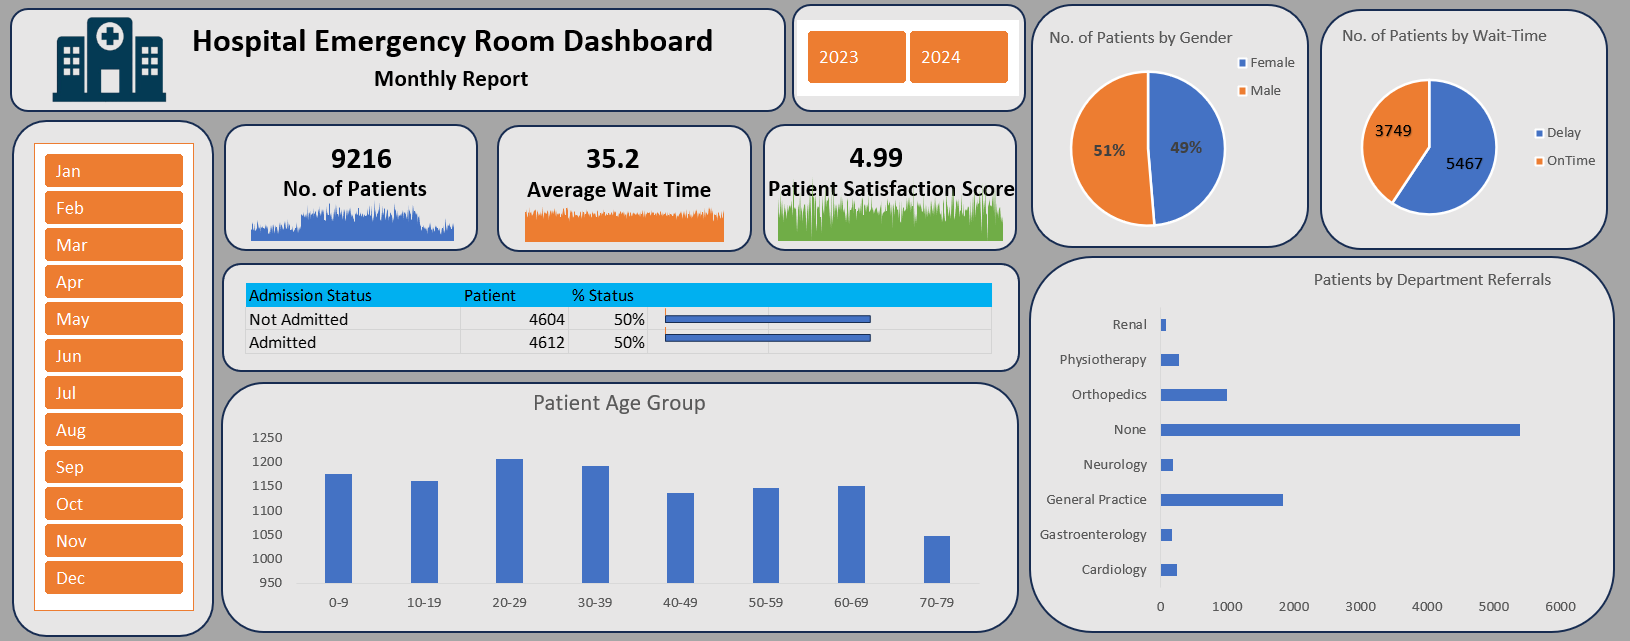 Hospital Emergency Room Dashboard
Monthly Report
2023
2024
No. of Patients by Gender
Female
Male
51%
49%
No. of Patients by Wait-Time
3749
5467
Delay
OnTime
Jan
Feb
Mar
Apr
May
Jun
Jul
Aug
Sep
Oct
Nov
Dec
9216
No. of Patients
35.2
Average Wait Time
4.99
Patient Satisfaction Score
Admission Status Patient % Status
Not Admitted 4604 50%
Admitted 4612 50%
Patient Age Group
1250
1200
1150
1100
1050
1000
950
0-9 10-19 20-29 30-39 40-49 50-59 60-69 70-79
Patients by Department Referrals
Renal
Physiotherapy
Orthopedics
None
Neurology
General Practice
Gastroenterology
Cardiology
0 1000 2000 3000 4000 5000 6000